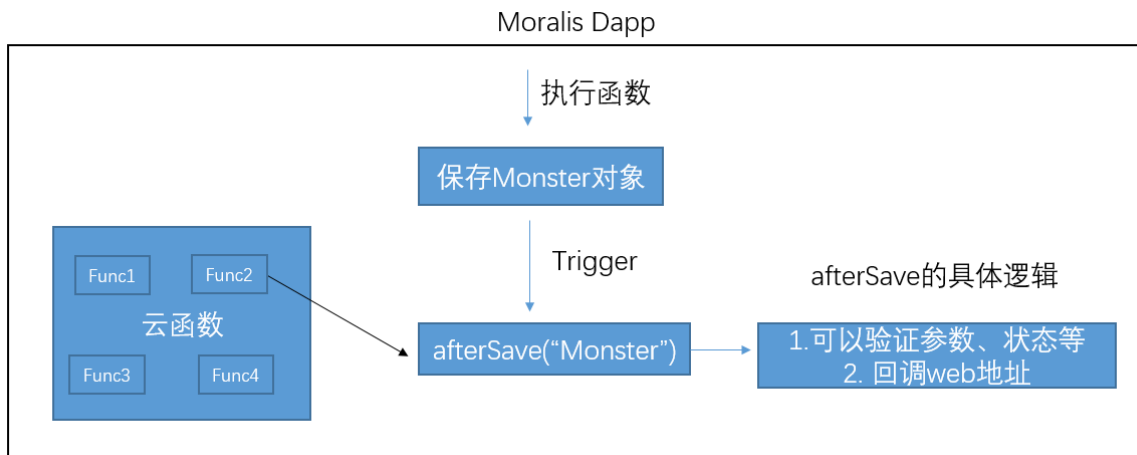 Moralis Dapp
执行函数
保存Monster对象
Trigger
Func1
Func2
云函数
Func3
Func4
afterSave(“Monster”)
afterSave的具体逻辑
1.可以验证参数、状态等
2. 回调web地址